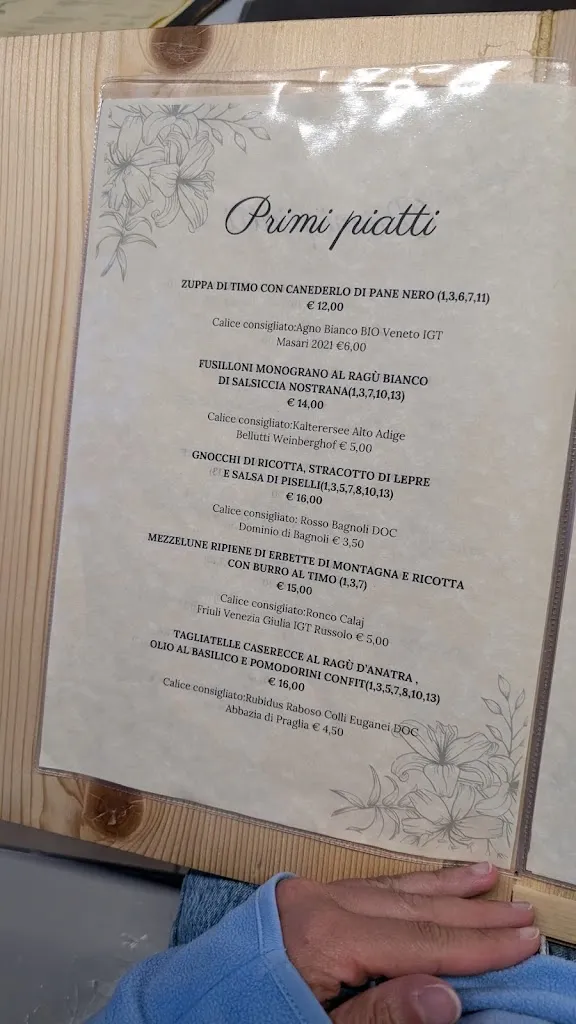 Primi piatti
ZUPPA DI TIMO CON CANEDERLO DI PANE NERO (1,3,6,7,11)
€ 12,00
Calice consigliato:Agno Bianco BIO Veneto IGT
Masari 2021 €6,00
FUSILLONI MONOGRANO AL RAGÙ BIANCO
DI SALSICCIA NOSTRANA(1,3,7,10,13)
€ 14,00
Calice consigliato:Kalterersee Alto Adige
Bellutti Weinberghof € 5,00
GNOCCHI DI RICOTTA, STRACOTTO DI LEPRE
E SALSA DI PISELLI(1,3,5,7,8,10,13)
€ 16,00
Calice consigliato: Rosso Bagnoli DOC
Dominio di Bagnoli € 3,50
MEZZELUNE RIPIENE DI ERBETTE DI MONTAGNA E RICOTTA
CON BURRO AL TIMO (1,3,7)
€ 15,00
Calice consigliato:Ronco Calaj
Friuli Venezia Giulia IGT Russolo € 5,00
TAGLIATELLE CASERECCE AL RAGÙ D'ANATRA ,
OLIO AL BASILICO E POMODORINI CONFIT(1,3,5,7,8,10,13)
€ 16,00
Calice consigliato:Rubidus Raboso Colli Euganei DOC
Abbazia di Praglia € 4,50